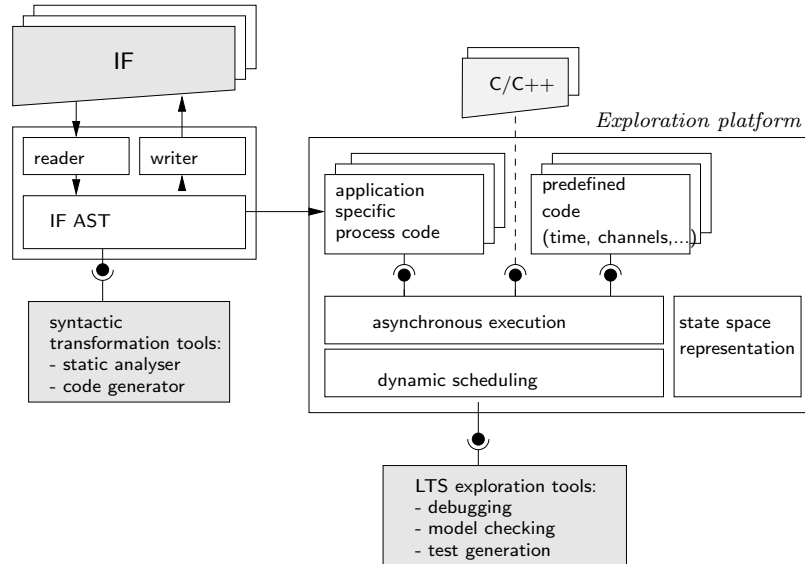 IF
C/C++
Exploration platform
reader
writer
IF AST
application
specific
process code
predefined
code
(time, channels,...)
syntactic
transformation tools:
- static analyser
- code generator
asynchronous execution
dynamic scheduling
state space
representation
LTS exploration tools:
- debugging
- model checking
- test generation